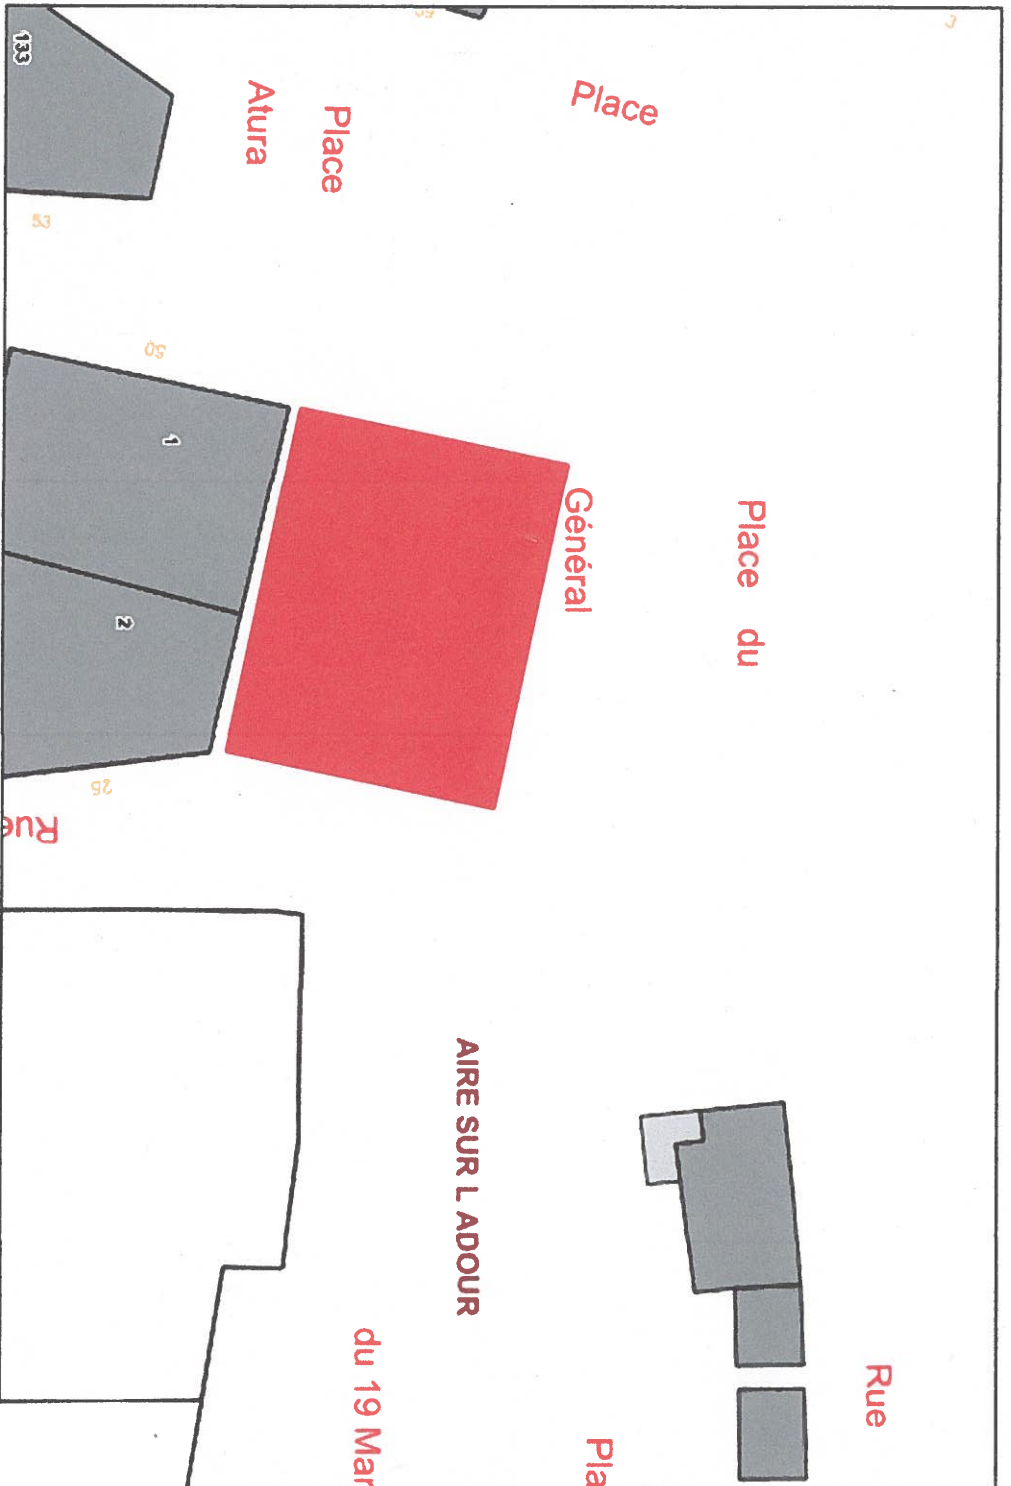 133
Place
Atura
Place
53
50
1
2
Général
Place du
25
Rue
AIRE SUR L ADOUR
du 19 Mar
Pla
Rue